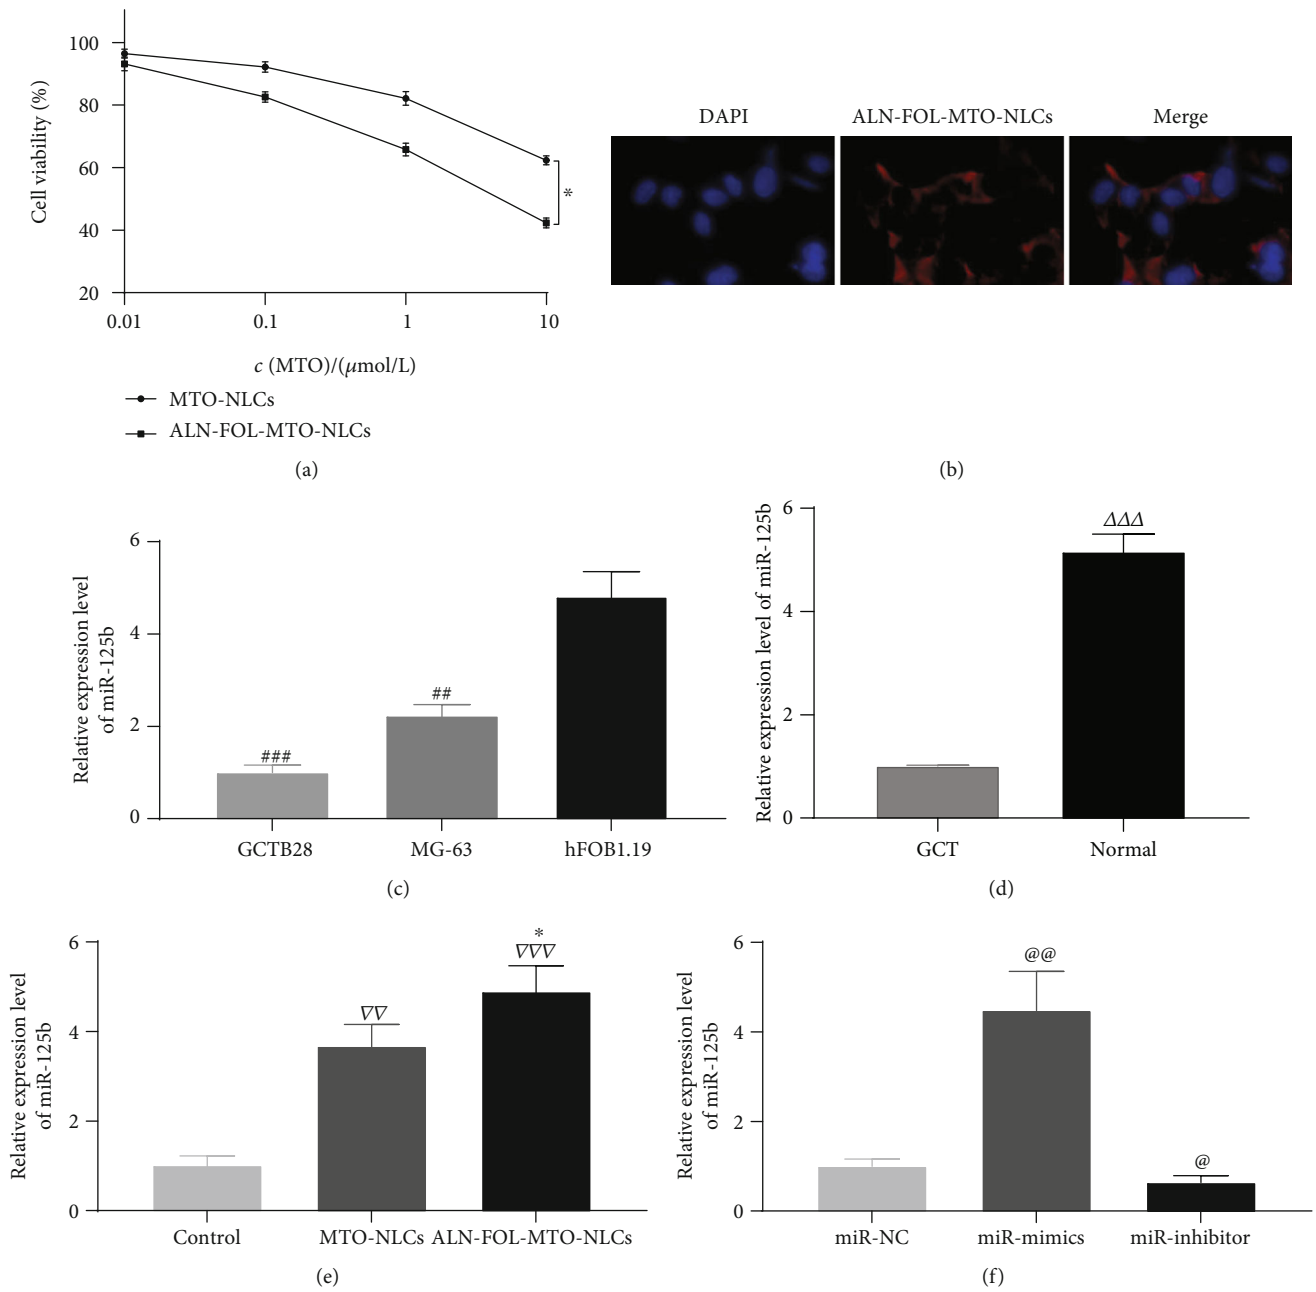 100
80
60
40
20
Cell viability (%)
0.01 0.1 1 10
c (MTO)/(μmol/L)
MTO-NLCs
ALN-FOL-MTO-NLCs
*
(a)
DAPI ALN-FOL-MTO-NLCs Merge
(b)
6
4
2
0
Relative expression level
of miR-125b
###
##
GCTB28 MG-63 hFOB1.19
(c)
6
4
2
0
Relative expression level of miR-125b
ΔΔΔ
GCT Normal
(d)
6
4
2
0
Relative expression level
of miR-125b
∇∇
*
∇∇∇
Control MTO-NLCs ALN-FOL-MTO-NLCs
(e)
6
4
2
0
Relative expression level
of miR-125b
@@
@
miR-NC miR-mimics miR-inhibitor
(f)